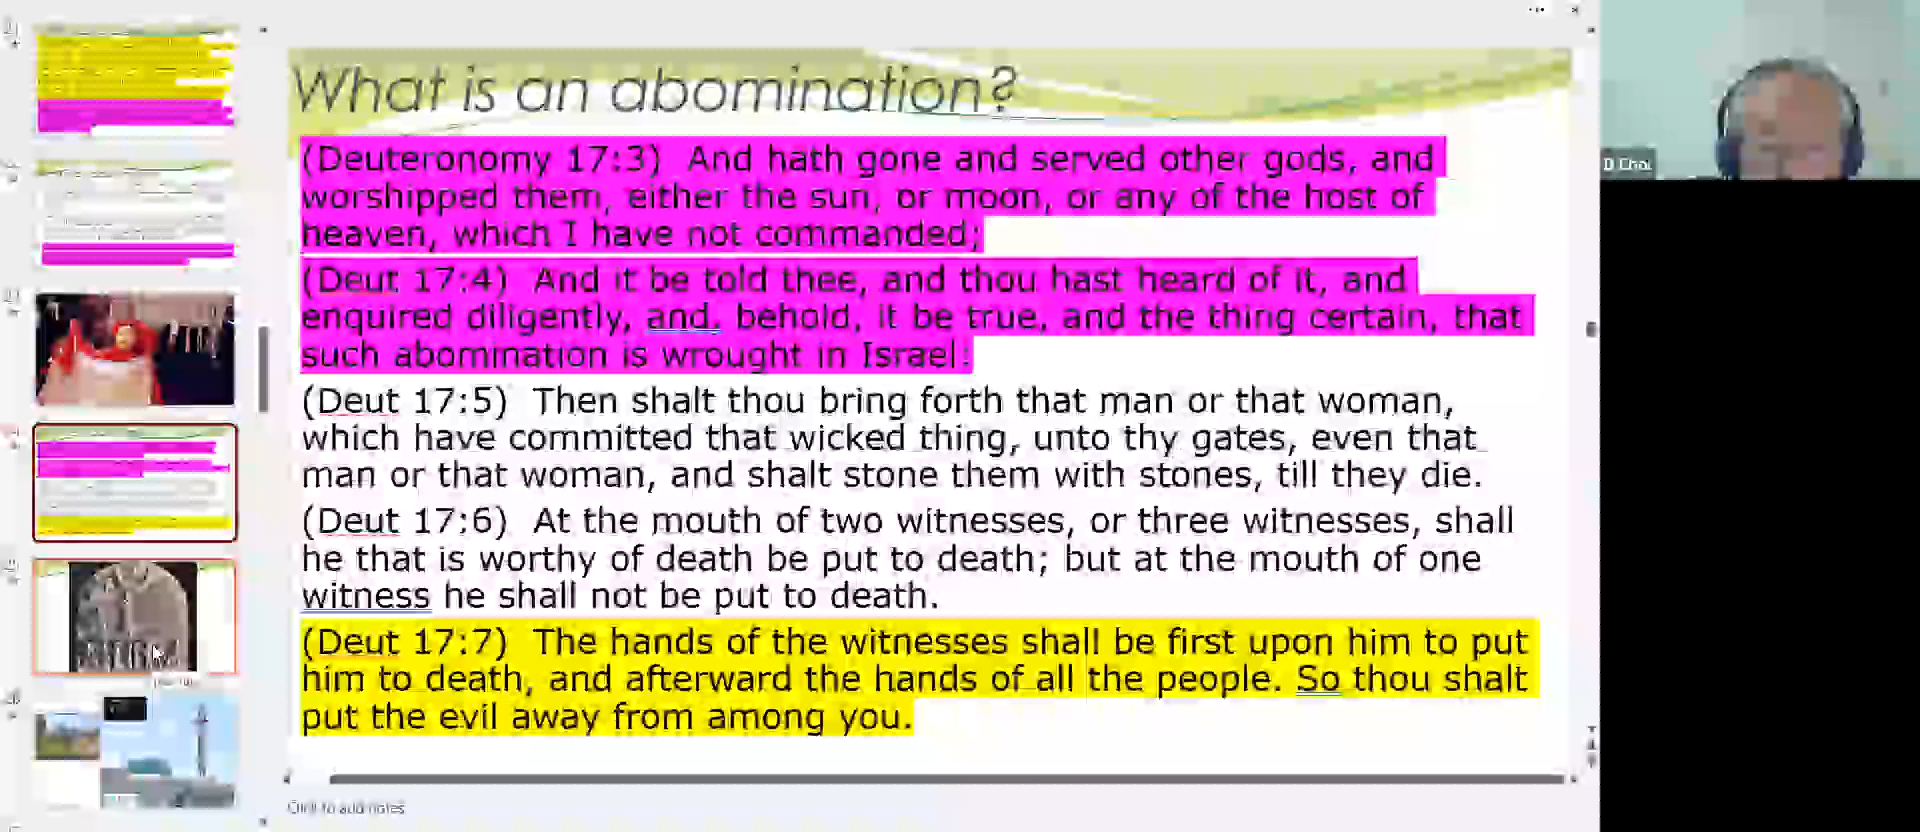 What is an abomination?
(Deuteronomy 17:3)  And hath gone and served other gods, and
worshipped them, either the sun, or moon, or any of the host of
heaven, which I have not commanded;
(Deut 17:4)  And it be told thee, and thou hast heard of it, and
enquired diligently, and, behold, it be true, and the thing certain, that
such abomination is wrought in Israel:
(Deut 17:5)  Then shalt thou bring forth that man or that woman,
which have committed that wicked thing, unto thy gates, even that
man or that woman, and shalt stone them with stones, till they die.
(Deut 17:6)  At the mouth of two witnesses, or three witnesses, shall
he that is worthy of death be put to death; but at the mouth of one
witness he shall not be put to death.
(Deut 17:7)  The hands of the witnesses shall be first upon him to put
him to death, and afterward the hands of all the people. So thou shalt
put the evil away from among you.
Click to add notes
D Choi